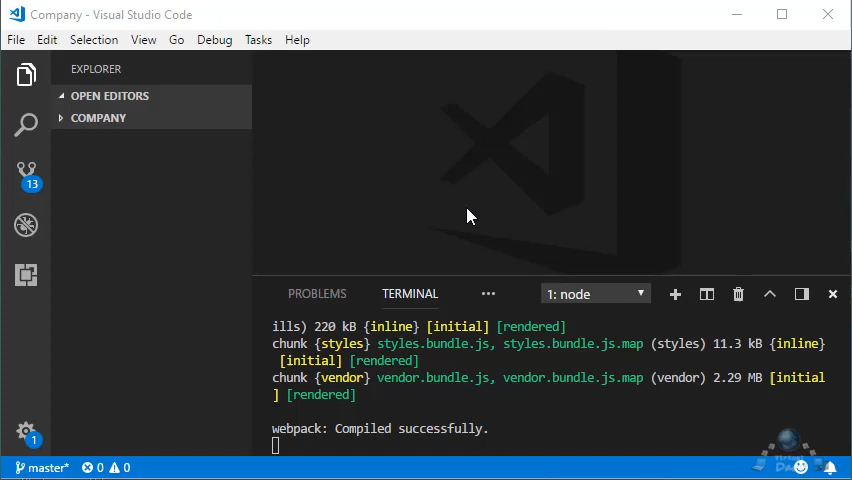 Company - Visual Studio Code
File Edit Selection View Go Debug Tasks Help
EXPLORER
OPEN EDITORS
COMPANY
13
1
PROBLEMS TERMINAL ••• 1: node
ills) 220 kB {inline} [initial] [rendered]
chunk {styles} styles.bundle.js, styles.bundle.js.map (styles) 11.3 kB {inline}
[initial] [rendered]
chunk {vendor} vendor.bundle.js, vendor.bundle.js.map (vendor) 2.29 MB [initial
] [rendered]
webpack: Compiled successfully.
master* 0 0